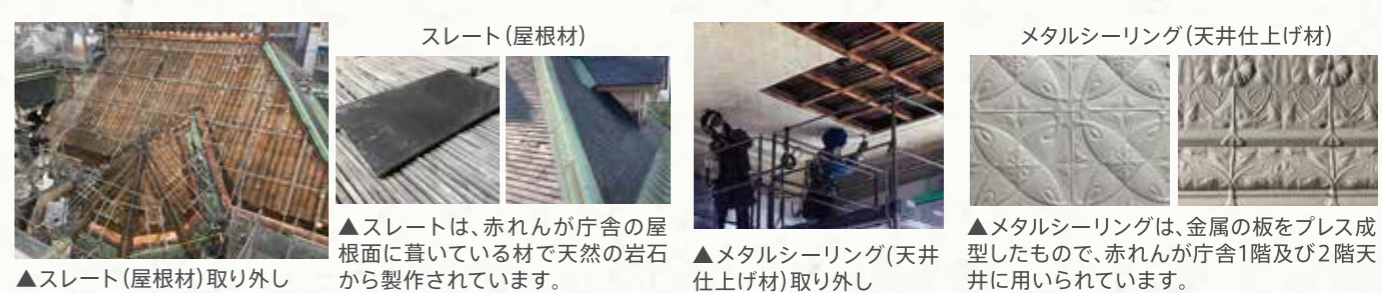 ▲スレート(屋根材)取り外し
スレート(屋根材)
▲スレートは、赤れんが庁舎の屋
根面に葺いている材で天然の岩石
から製作されています。
▲メタルシーリング(天井
仕上げ材)取り外し
メタルシーリング(天井仕上げ材)
▲メタルシーリングは、金属の板をプレス成
型したもので、赤れんが庁舎1階及び2階天
井に用いられています。